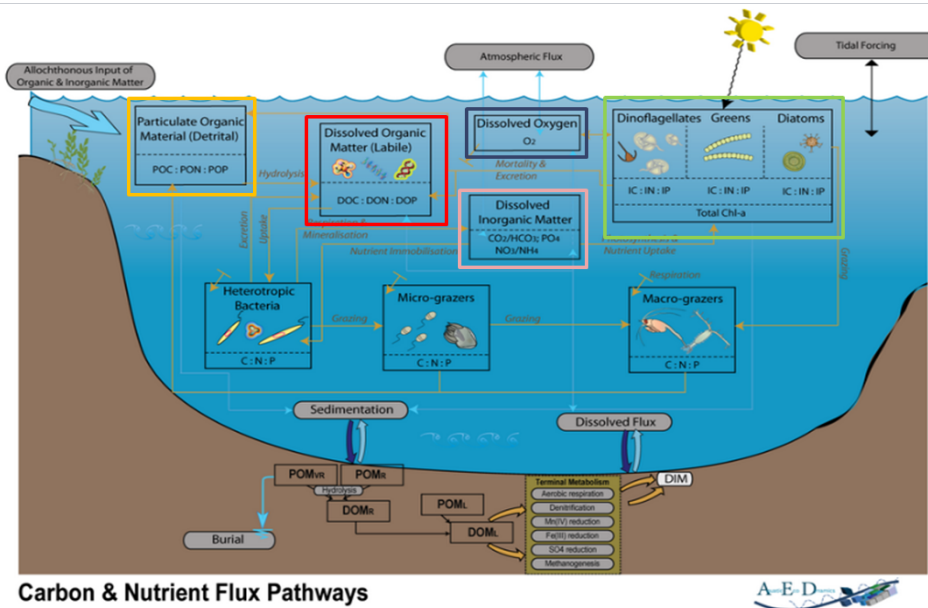 Allochthonous Input of
Organic & Inorganic Matter
Atmospheric Flux
Tidal Forcing
Particulate Organic
Material (Detrital)
POC : PON : POP
Dissolved Organic
Matter (Labile)
DOC : DON : DOP
Dissolved Oxygen
O₂
Dinoflagellates
Greens
Diatoms
IC : IN : IP
IC : IN : IP
IC : IN : IP
Total Chl-a
Hydrolysis
Mortality &
Excretion
Dissolved
Inorganic Matter
CO₂/HCO₃; PO₄
NO₃/NH₄
Excretion
Uptake
Respiration &
Mineralisation
Nutrient Immobilisation
Photosynthesis &
Nutrient Uptake
Grazing
Respiration
Heterotropic
Bacteria
C : N : P
Grazing
Micro-grazers
C : N : P
Grazing
Macro-grazers
C : N : P
Sedimentation
Dissolved Flux
POMVR
POMR
Hydrolysis
DOMR
POML
DOML
Burial
Terminal Metabolism
Aerobic respiration
Denitrification
Mn(IV) reduction
Fe(III) reduction
SO4 reduction
Methanogenesis
DIM
Carbon & Nutrient Flux Pathways